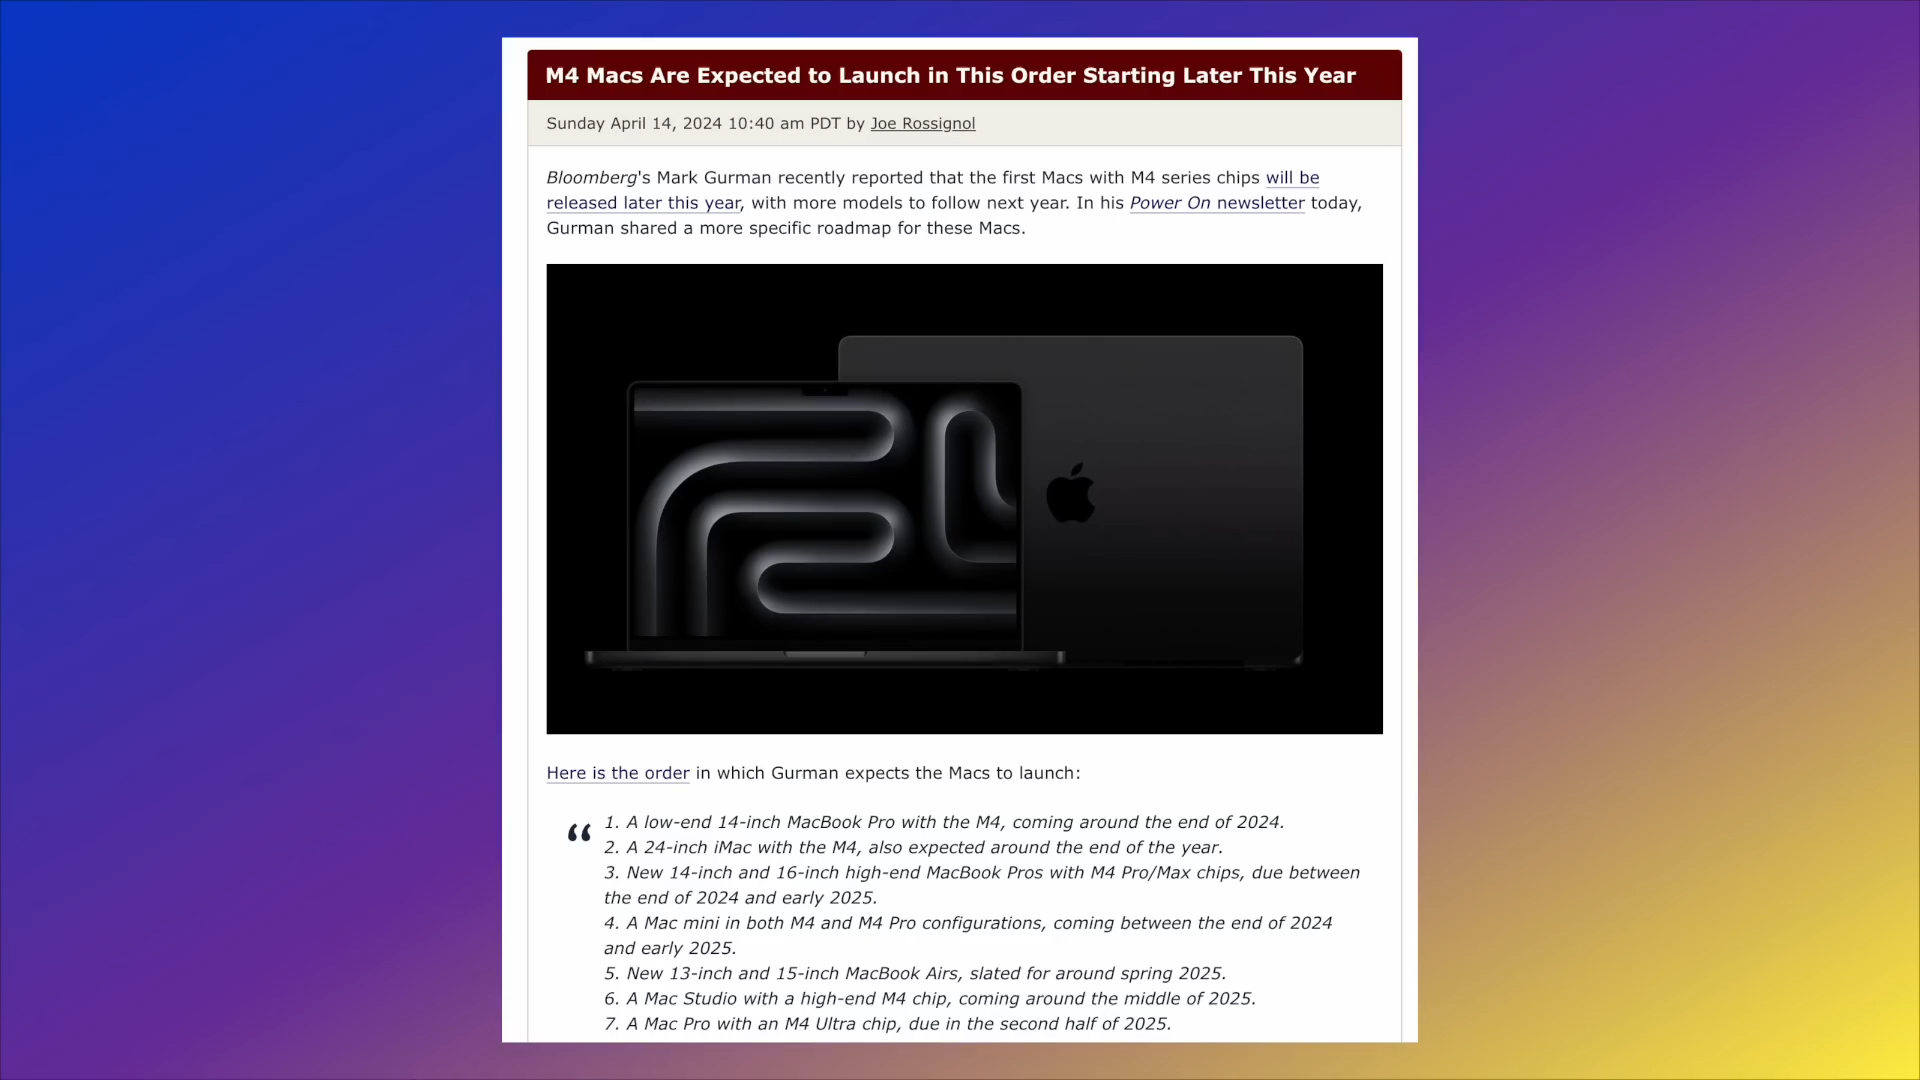 M4 Macs Are Expected to Launch in This Order Starting Later This Year
Sunday April 14, 2024 10:40 am PDT by Joe Rossignol
Bloomberg's Mark Gurman recently reported that the first Macs with M4 series chips will be
released later this year, with more models to follow next year. In his Power On newsletter today,
Gurman shared a more specific roadmap for these Macs.
Here is the order in which Gurman expects the Macs to launch:
“ 1. A low-end 14-inch MacBook Pro with the M4, coming around the end of 2024.
2. A 24-inch iMac with the M4, also expected around the end of the year.
3. New 14-inch and 16-inch high-end MacBook Pros with M4 Pro/Max chips, due between
the end of 2024 and early 2025.
4. A Mac mini in both M4 and M4 Pro configurations, coming between the end of 2024
and early 2025.
5. New 13-inch and 15-inch MacBook Airs, slated for around spring 2025.
6. A Mac Studio with a high-end M4 chip, coming around the middle of 2025.
7. A Mac Pro with an M4 Ultra chip, due in the second half of 2025.